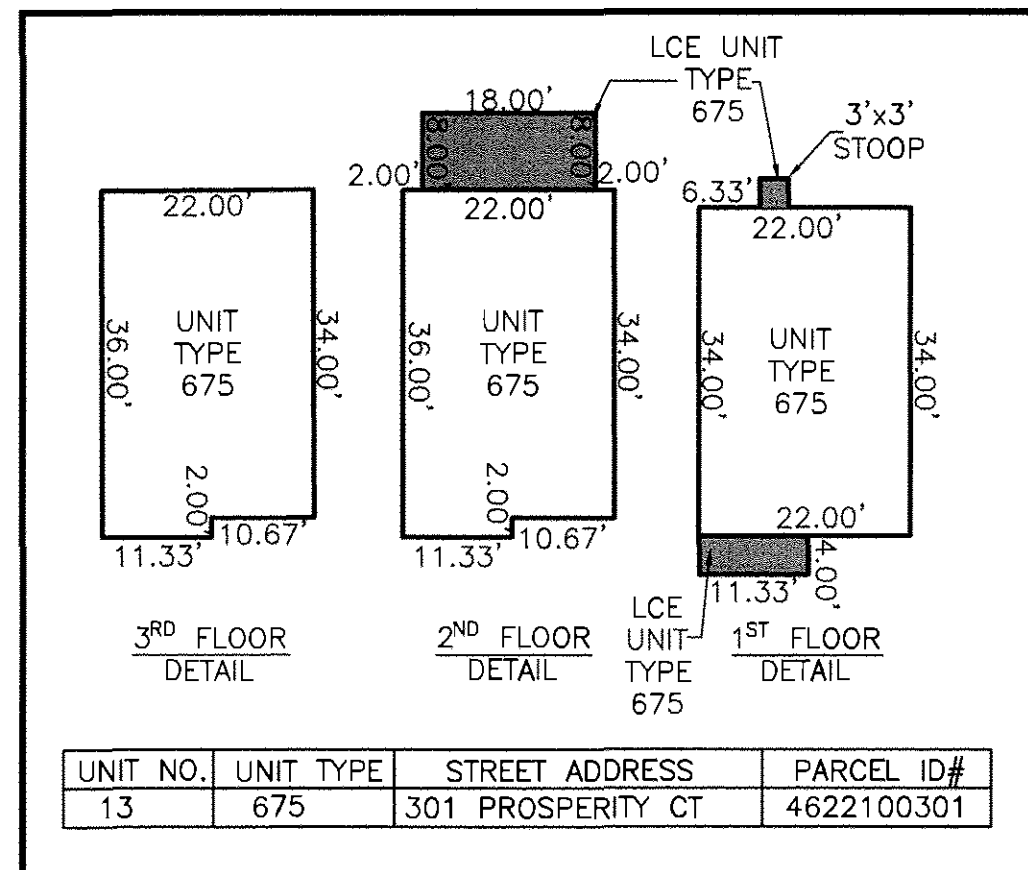 LCE UNIT
TYPE
675
3'x3'
STOOP
18.00'
8.00'
8.00'
2.00'
2.00'
6.33'
22.00'
22.00'
22.00'
UNIT
TYPE
675
UNIT
TYPE
675
UNIT
TYPE
675
36.00'
34.00'
36.00'
34.00'
34.00'
34.00'
2.00'
10.67'
11.33'
2.00'
10.67'
11.33'
22.00'
11.33'
4.00'
LCE
UNIT
TYPE
675
3RD FLOOR
DETAIL
2ND FLOOR
DETAIL
1ST FLOOR
DETAIL
UNIT NO. UNIT TYPE STREET ADDRESS PARCEL ID#
13 675 301 PROSPERITY CT 4622100301